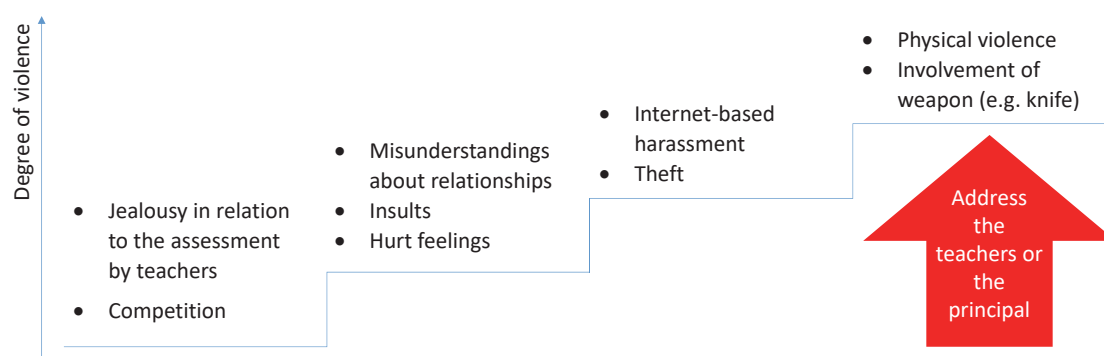 Degree of violence
• Jealousy in relation
to the assessment
by teachers
• Competition
• Misunderstandings
about relationships
• Insults
• Hurt feelings
• Internet-based
harassment
• Theft
• Physical violence
• Involvement of
weapon (e.g. knife)
Address
the
teachers or
the
principal